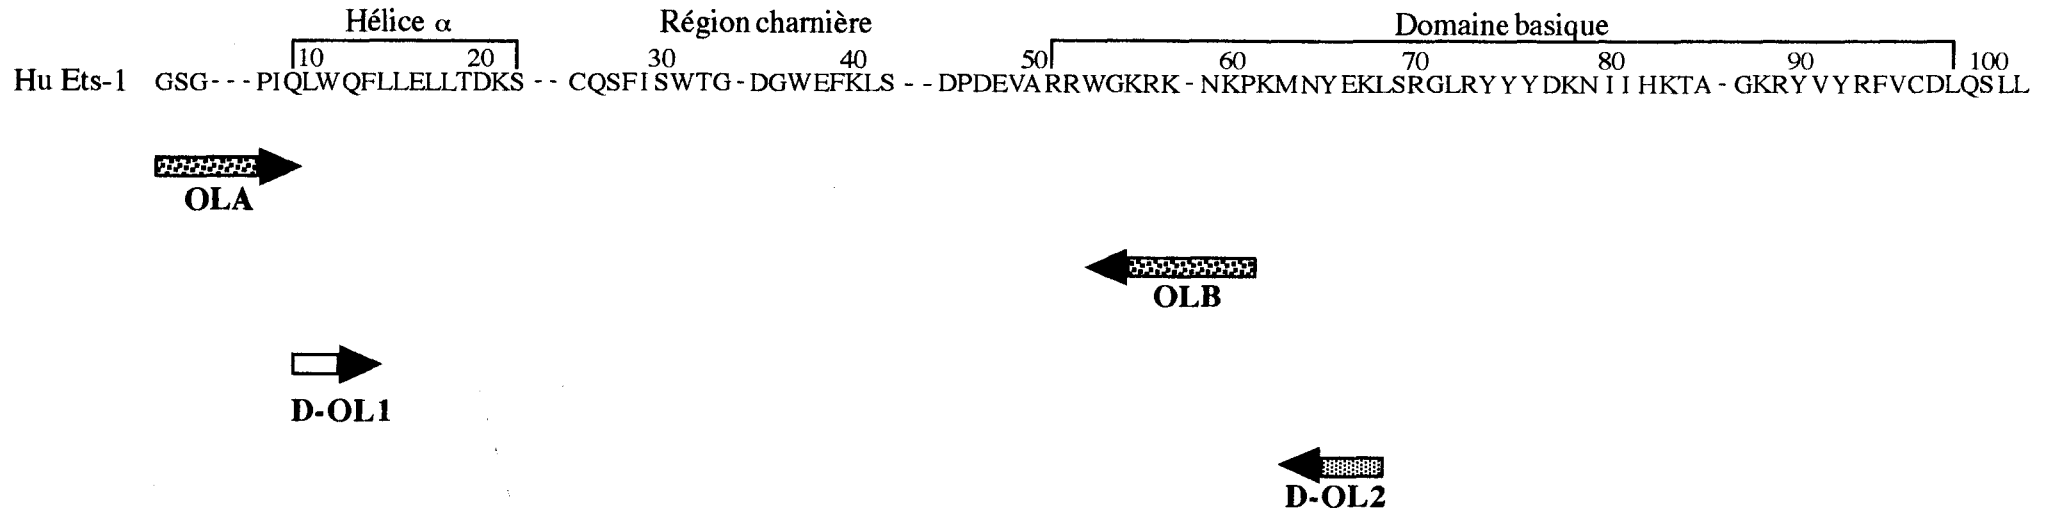 Hélice α Région charnière Domaine basique
10 20 30 40 50 60 70 80 90 100
Hu Ets-1 GSG---PIQLWQFLLELLTDKS--CQSFISWTG-DGWEFKLS--DPDEVARRWGKRK-NKPKMNYEKLSRGLRYYYDKNIIHKTA-GKRYVYRFVCDLQSLL
OLA
OLB
D-OL1
D-OL2